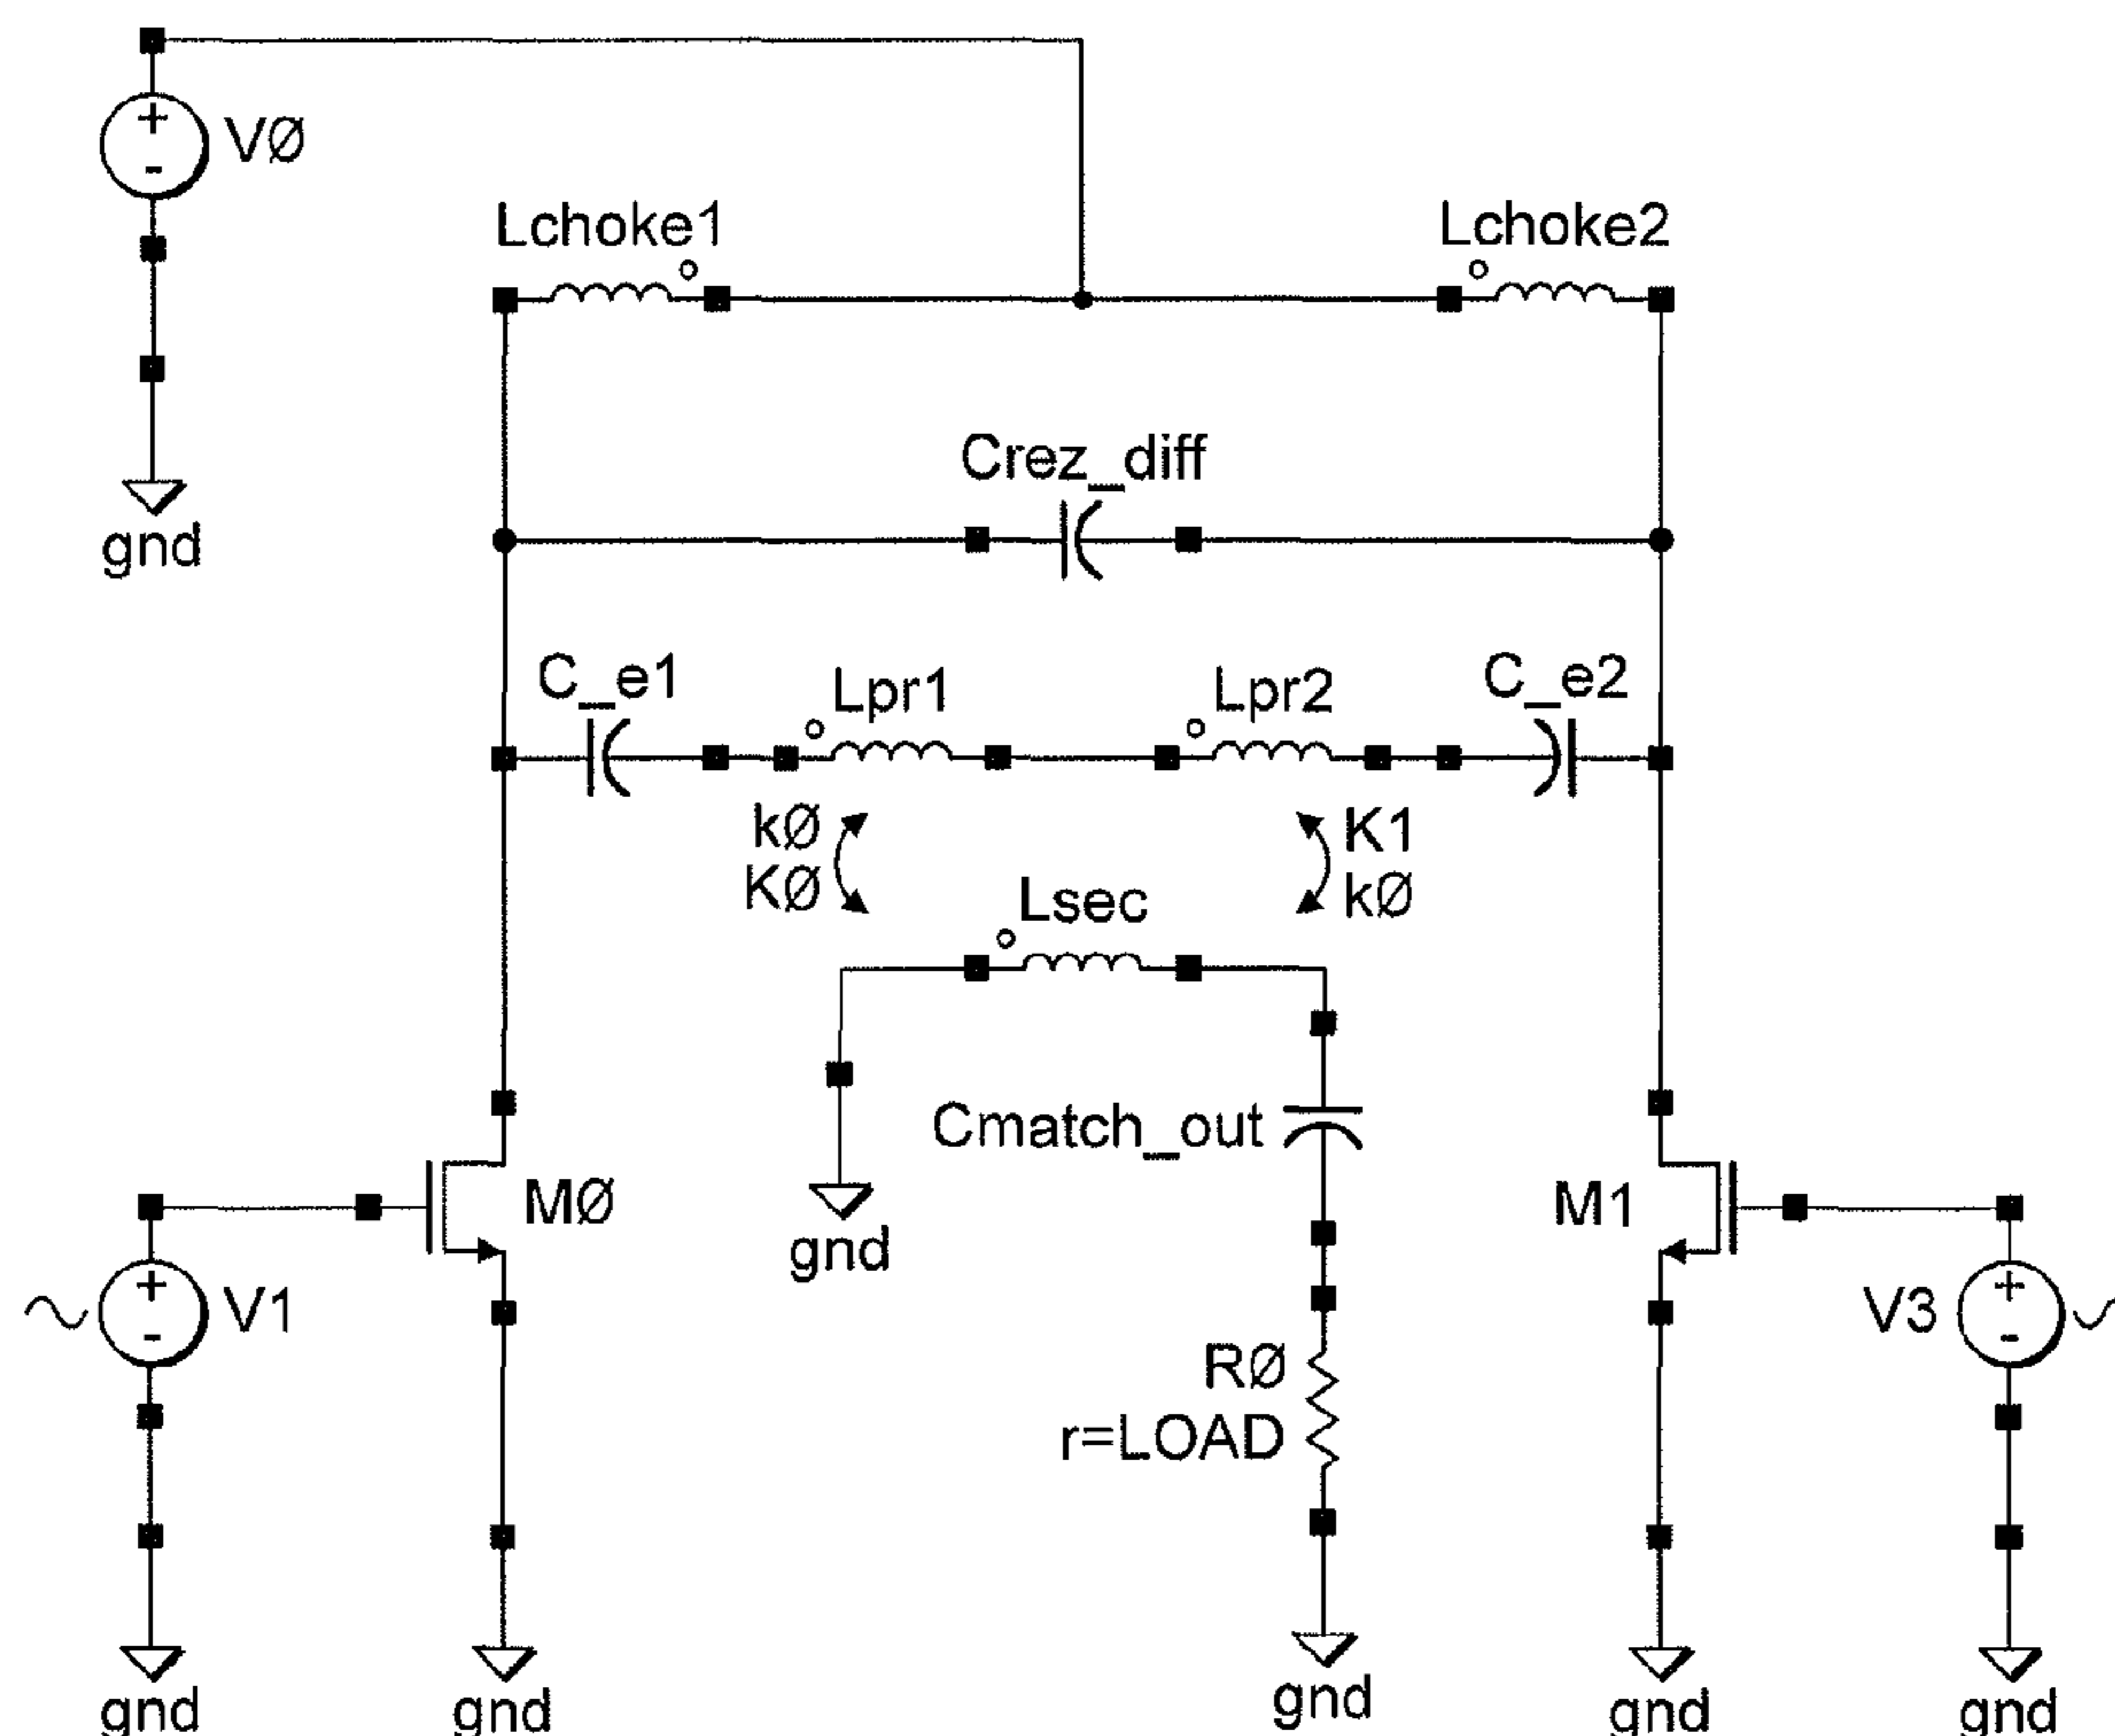 VØ
Lchoke1
Lchoke2
gnd
Crez_diff
C_e1
Lpr1
Lpr2
C_e2
kØ
KØ
K1
kØ
Lsec
Cmatch_out
MØ
M1
gnd
V1
V3
RØ
r=LOAD
gnd
gnd
gnd
gnd
gnd